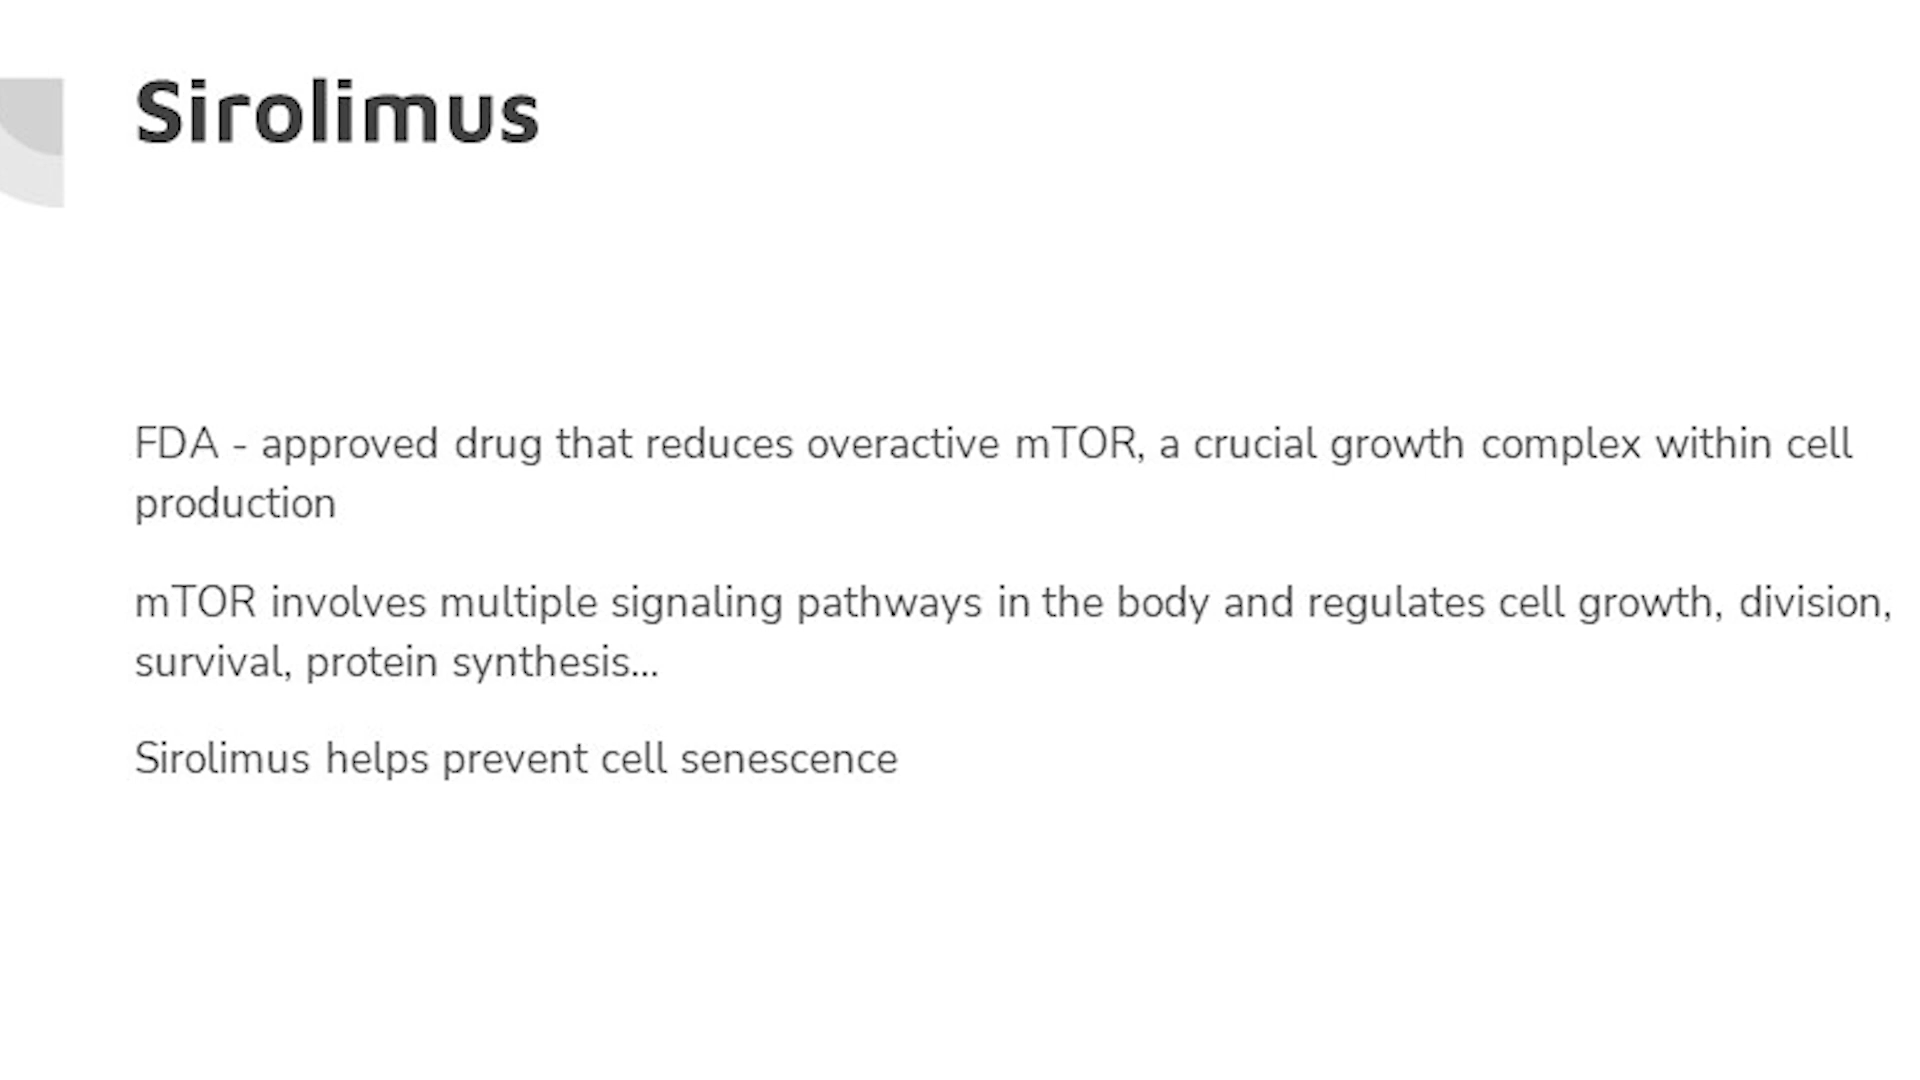 Sirolimus
FDA - approved drug that reduces overactive mTOR, a crucial growth complex within cell
production
mTOR involves multiple signaling pathways in the body and regulates cell growth, division,
survival, protein synthesis...
Sirolimus helps prevent cell senescence